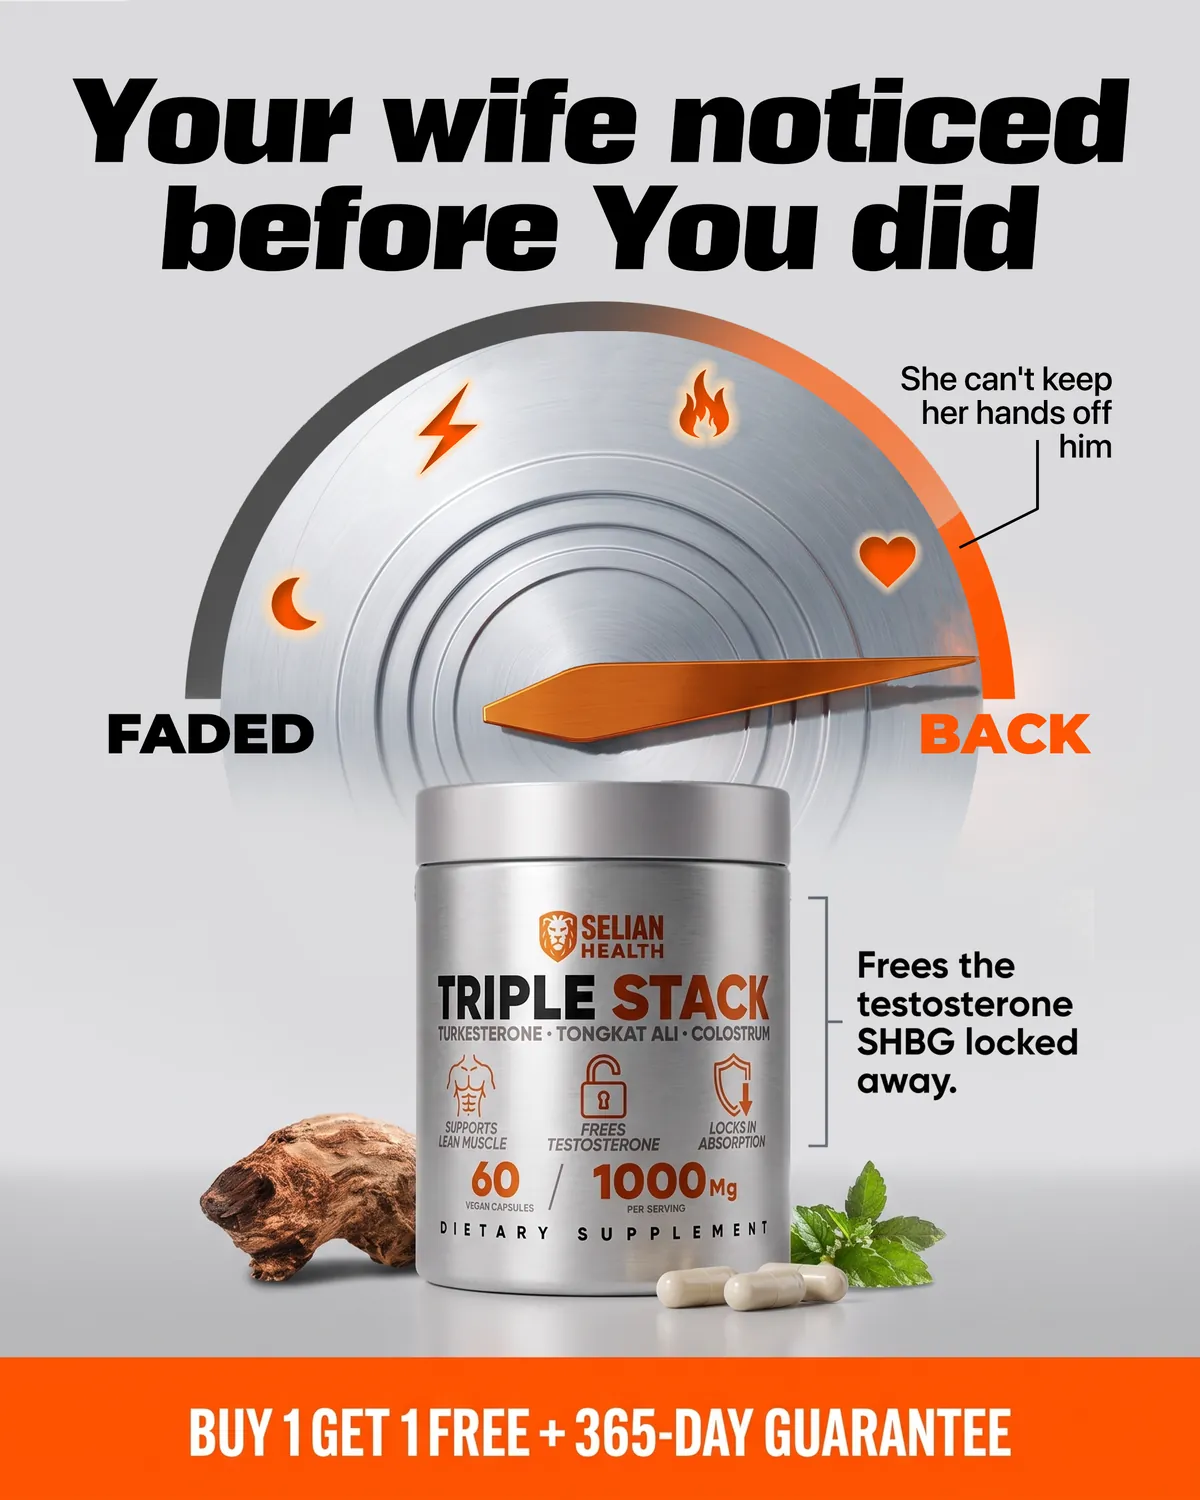 Your wife noticed
before You did
She can't keep
her hands off
him
FADED
BACK
SELIAN
HEALTH
TRIPLE STACK
TURKESTERONE • TONGKAT ALI • COLOSTRUM
SUPPORTS
LEAN MUSCLE
FREES
TESTOSTERONE
LOCKS IN
ABSORPTION
60
VEGAN CAPSULES
/
1000Mg
PER SERVING
DIETARY SUPPLEMENT
Frees the
testosterone
SHBG locked
away.
BUY 1 GET 1 FREE + 365-DAY GUARANTEE